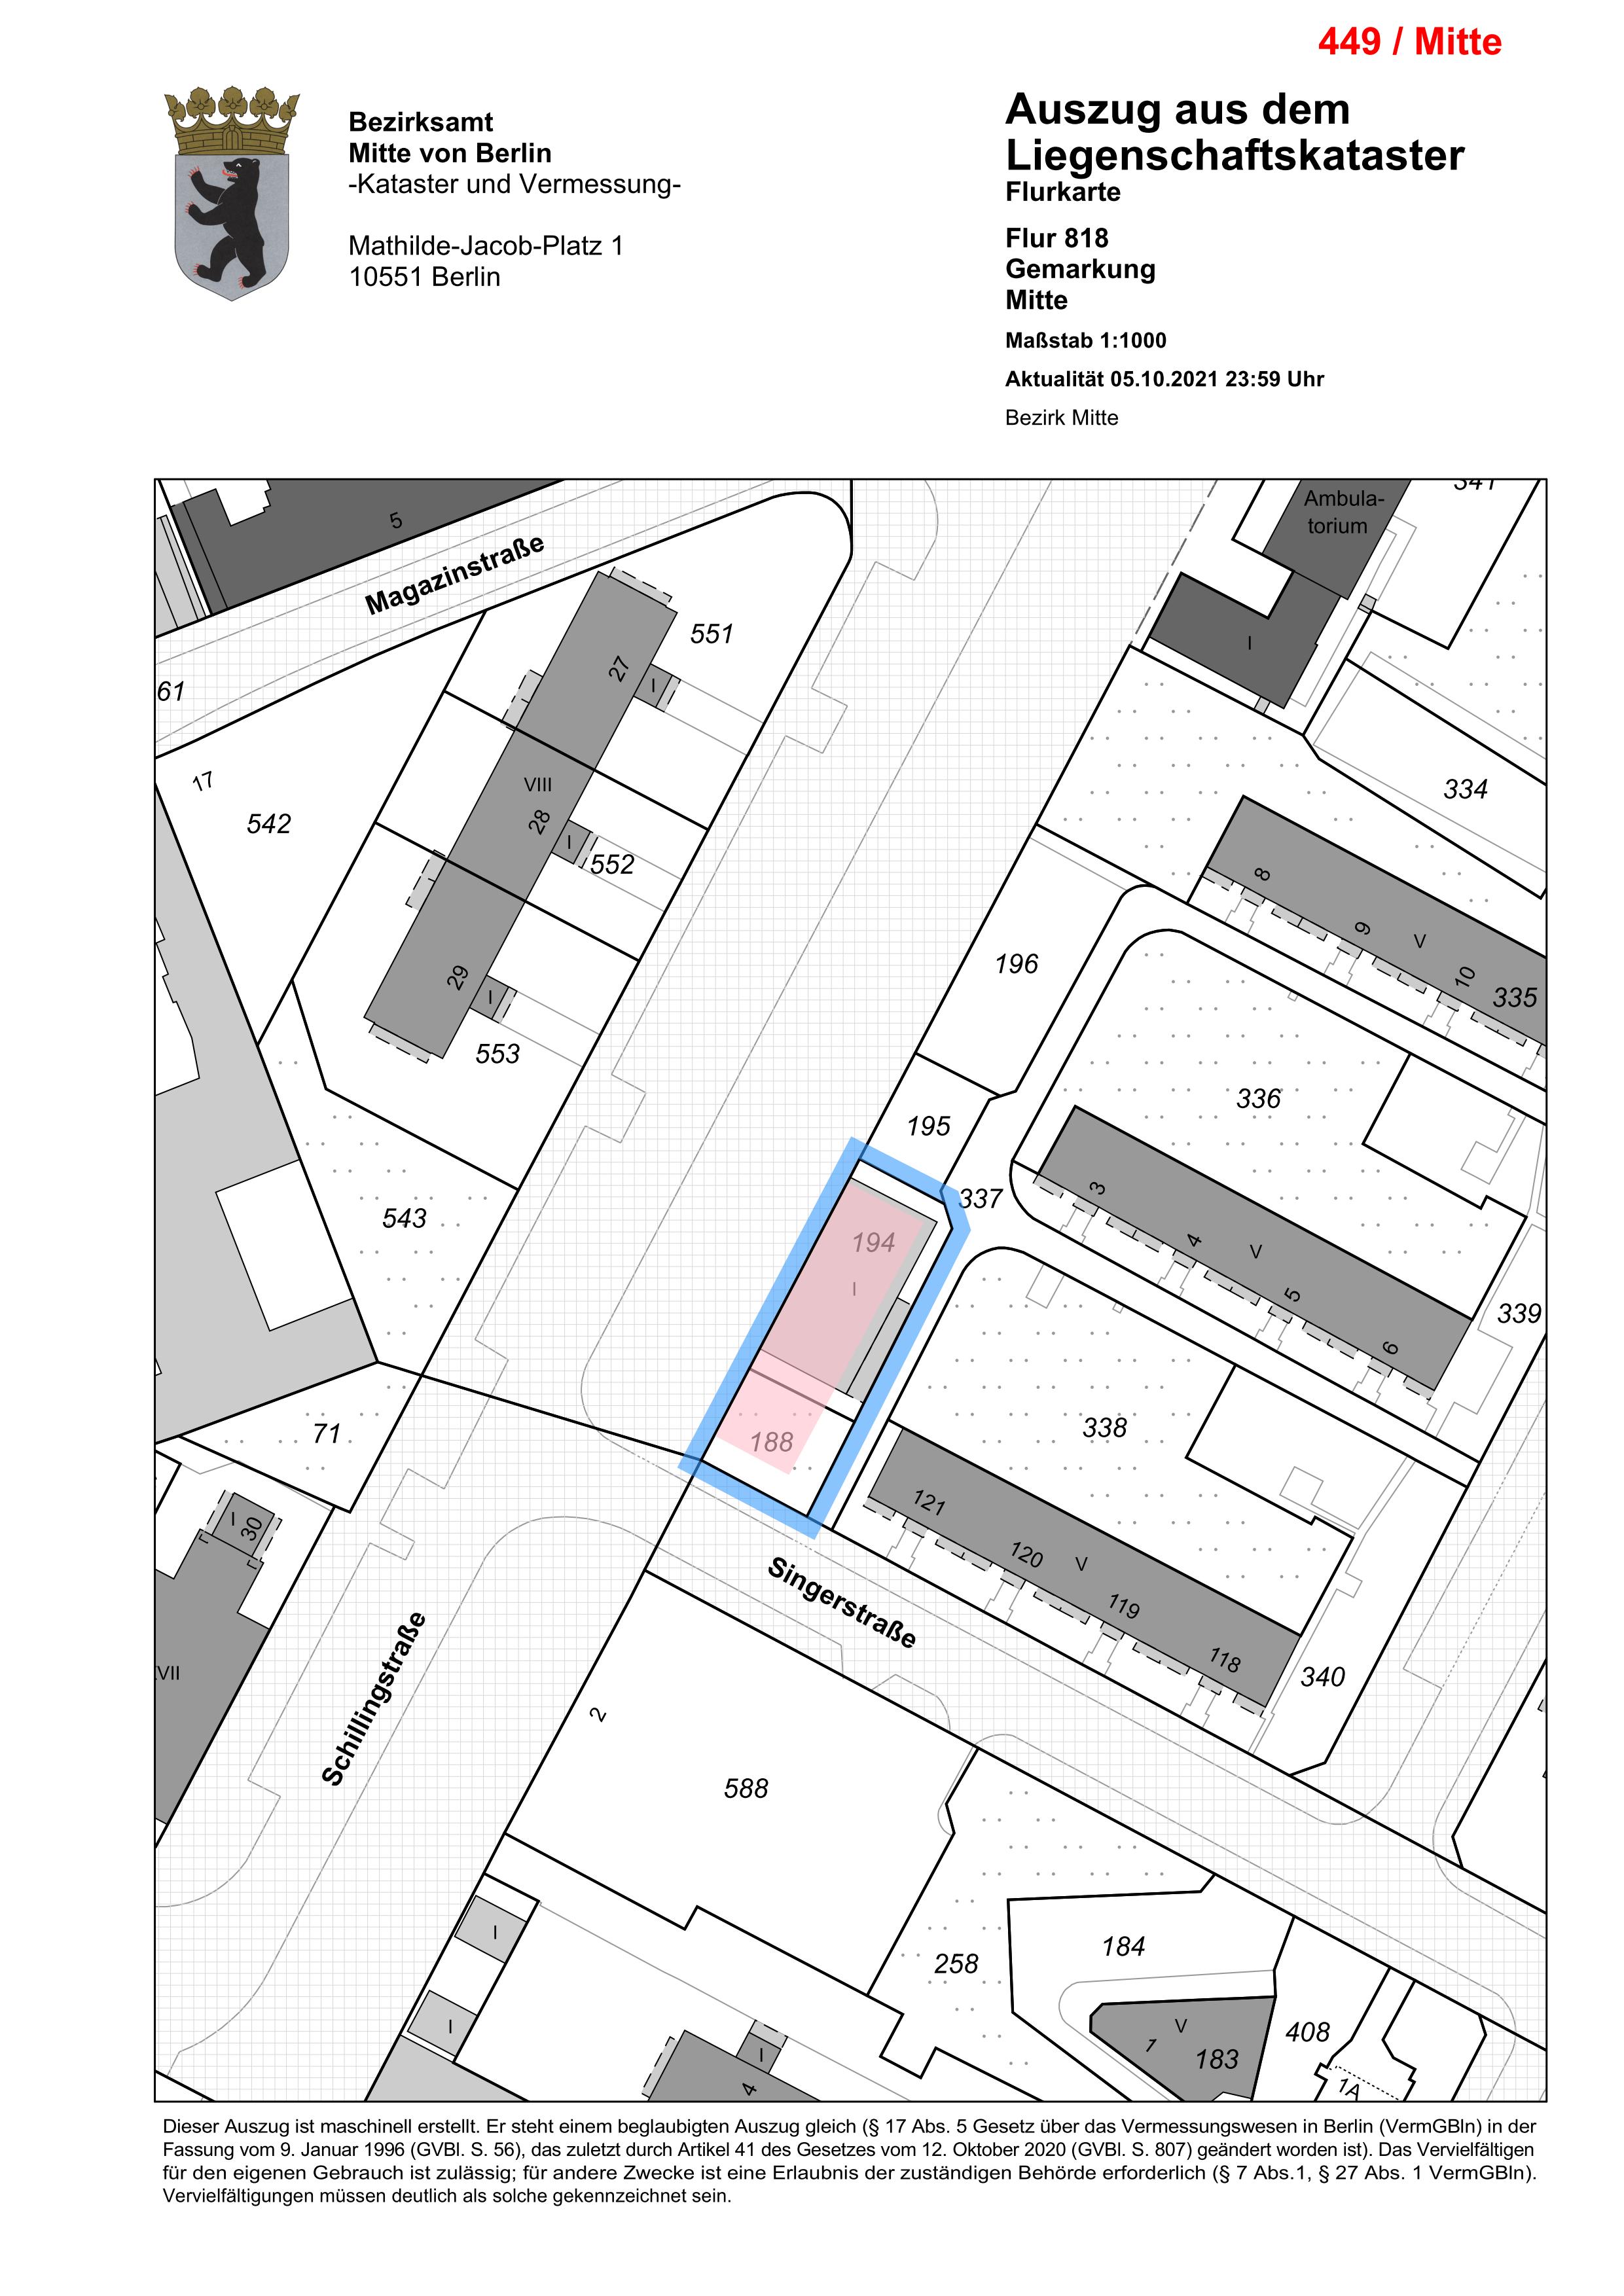 449 / Mitte
Bezirksamt
Mitte von Berlin
-Kataster und Vermessung-
Mathilde-Jacob-Platz 1
10551 Berlin
Auszug aus dem
Liegenschaftskataster
Flurkarte
Flur 818
Gemarkung
Mitte
Maßstab 1:1000
Aktualität 05.10.2021 23:59 Uhr
Bezirk Mitte
341
Ambula-
torium
5
Magazinstraße
551
I
27
I
61
17
VIII
334
542
28
I
552
8
9
V
196
10
335
29
I
553
336
195
3
337
543
194
4
V
I
5
339
6
338
71
188
121
I
30
120
V
119
118
Singerstraße
VII
340
Schillingstraße
2
588
I
258
184
I
V
408
1
183
I
4
1A
Dieser Auszug ist maschinell erstellt. Er steht einem beglaubigten Auszug gleich (§ 17 Abs. 5 Gesetz über das Vermessungswesen in Berlin (VermGBln) in der
Fassung vom 9. Januar 1996 (GVBl. S. 56), das zuletzt durch Artikel 41 des Gesetzes vom 12. Oktober 2020 (GVBl. S. 807) geändert worden ist). Das Vervielfältigen
für den eigenen Gebrauch ist zulässig; für andere Zwecke ist eine Erlaubnis der zuständigen Behörde erforderlich (§ 7 Abs.1, § 27 Abs. 1 VermGBln).
Vervielfältigungen müssen deutlich als solche gekennzeichnet sein.